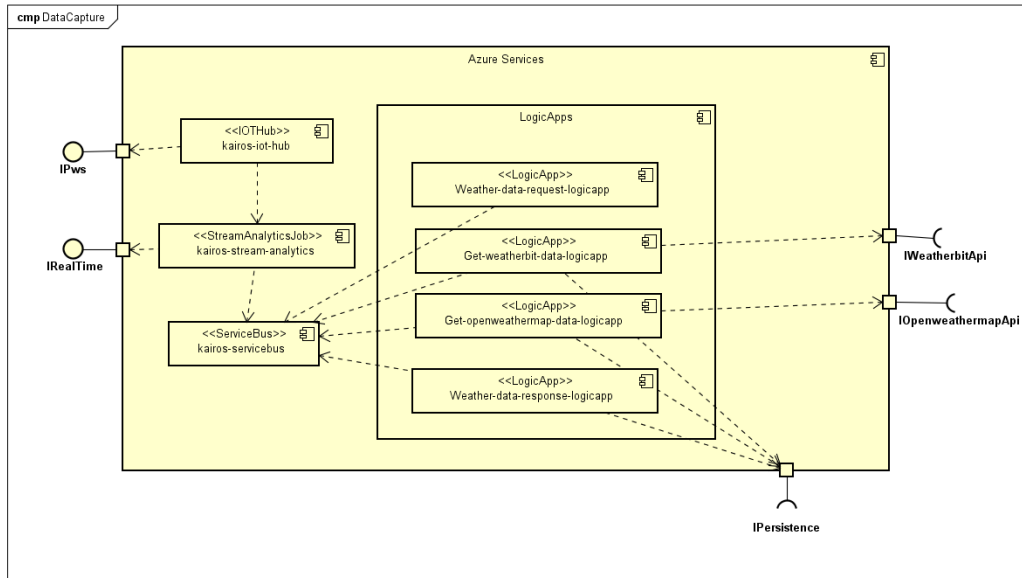 cmp DataCapture
Azure Services
LogicApps
<<IOTHub>>
kairos-iot-hub
IPws
<<LogicApp>>
Weather-data-request-logicapp
<<StreamAnalyticsJob>>
kairos-stream-analytics
IRealTime
<<LogicApp>>
Get-weatherbit-data-logicapp
IWeatherbitApi
<<LogicApp>>
Get-openweathermap-data-logicapp
IOpenweathermapApi
<<ServiceBus>>
kairos-servicebus
<<LogicApp>>
Weather-data-response-logicapp
IPersistence